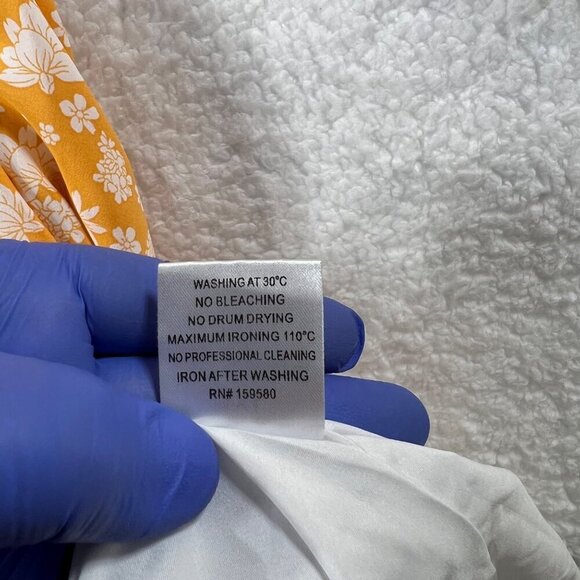 WASHING AT 30°C
NO BLEACHING
NO DRUM DRYING
MAXIMUM IRONING 110°C
NO PROFESSIONAL CLEANING
IRON AFTER WASHING
RN# 159580